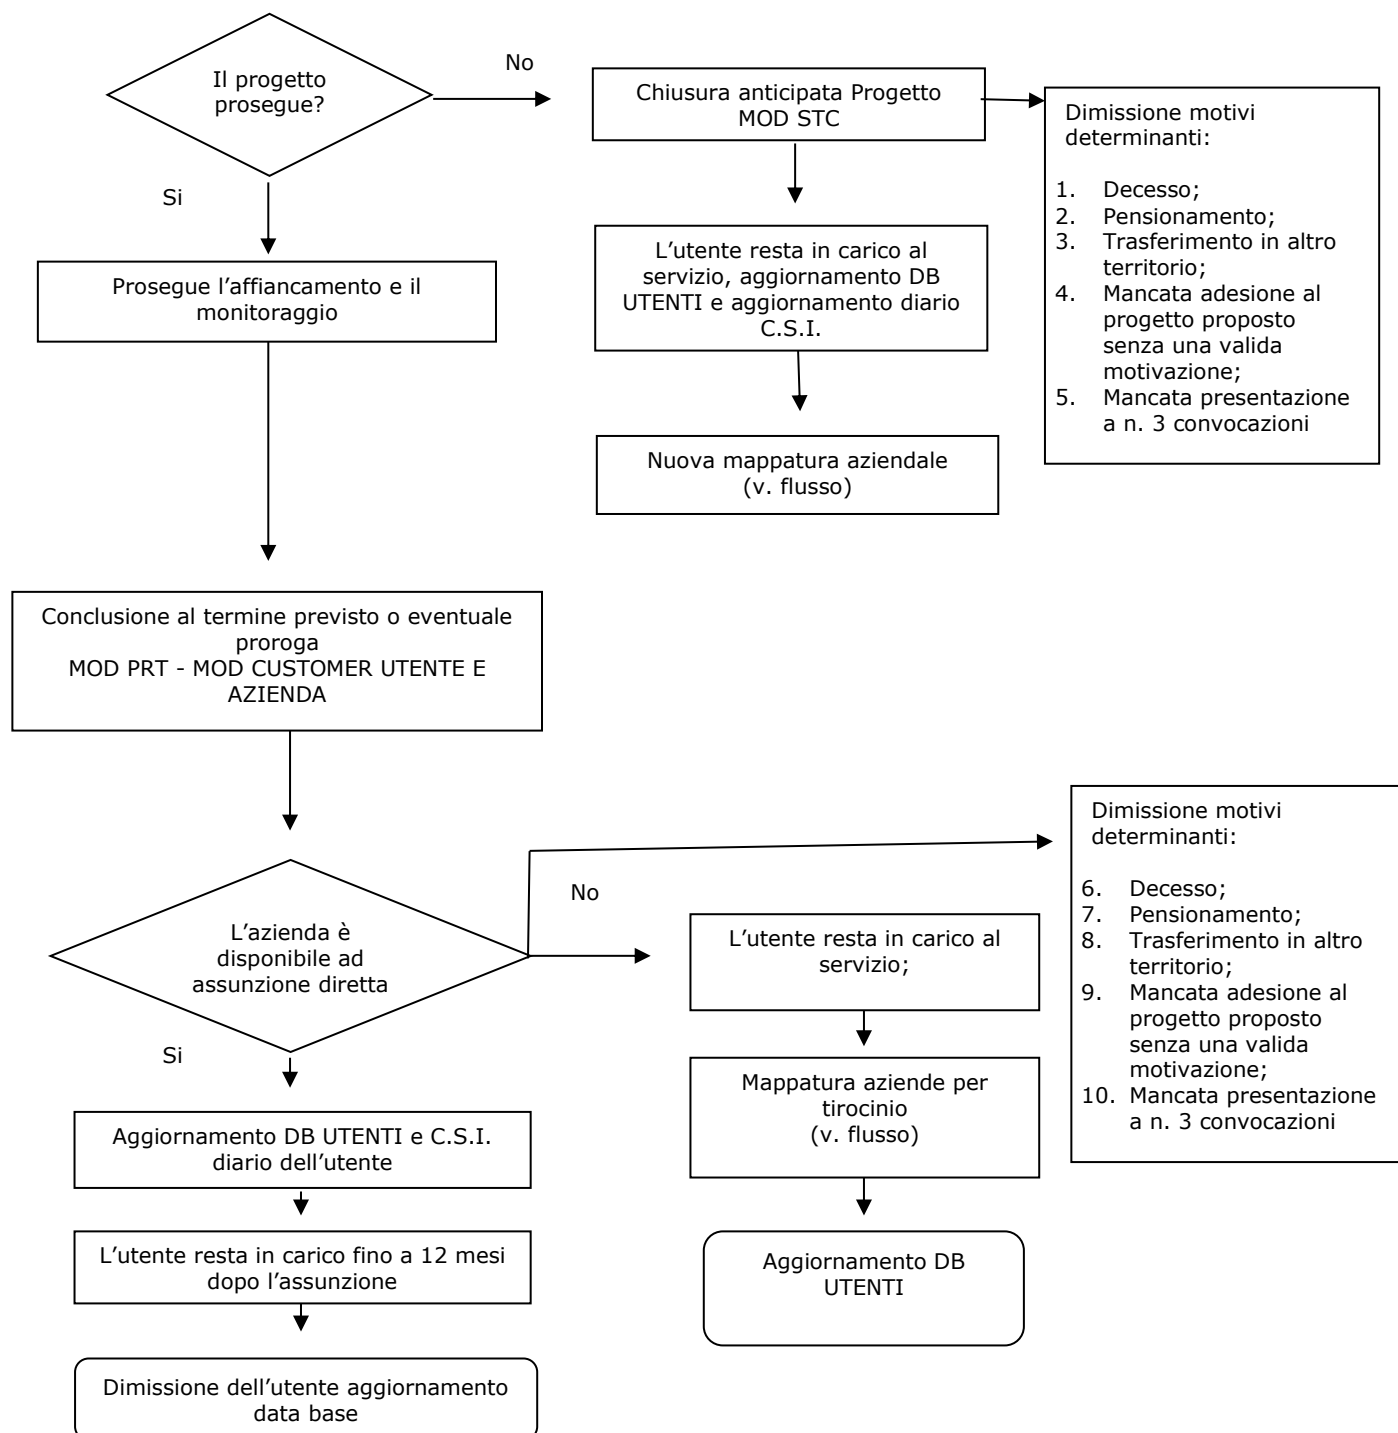 Il progetto
prosegue?
No
Chiusura anticipata Progetto
MOD STC
Dimissione motivi
determinanti:
1. Decesso;
2. Pensionamento;
3. Trasferimento in altro
territorio;
4. Mancata adesione al
progetto proposto
senza una valida
motivazione;
5. Mancata presentazione
a n. 3 convocazioni
Si
Prosegue l’affiancamento e il
monitoraggio
L’utente resta in carico al
servizio, aggiornamento DB
UTENTI e aggiornamento diario
C.S.I.
Nuova mappatura aziendale
(v. flusso)
Conclusione al termine previsto o eventuale
proroga
MOD PRT - MOD CUSTOMER UTENTE E
AZIENDA
L’azienda è
disponibile ad
assunzione diretta
No
Dimissione motivi
determinanti:
6. Decesso;
7. Pensionamento;
8. Trasferimento in altro
territorio;
9. Mancata adesione al
progetto proposto
senza una valida
motivazione;
10. Mancata presentazione
a n. 3 convocazioni
L’utente resta in carico al
servizio;
Mappatura aziende per
tirocinio
(v. flusso)
Aggiornamento DB
UTENTI
Si
Aggiornamento DB UTENTI e C.S.I.
diario dell’utente
L’utente resta in carico fino a 12 mesi
dopo l’assunzione
Dimissione dell’utente aggiornamento
data base